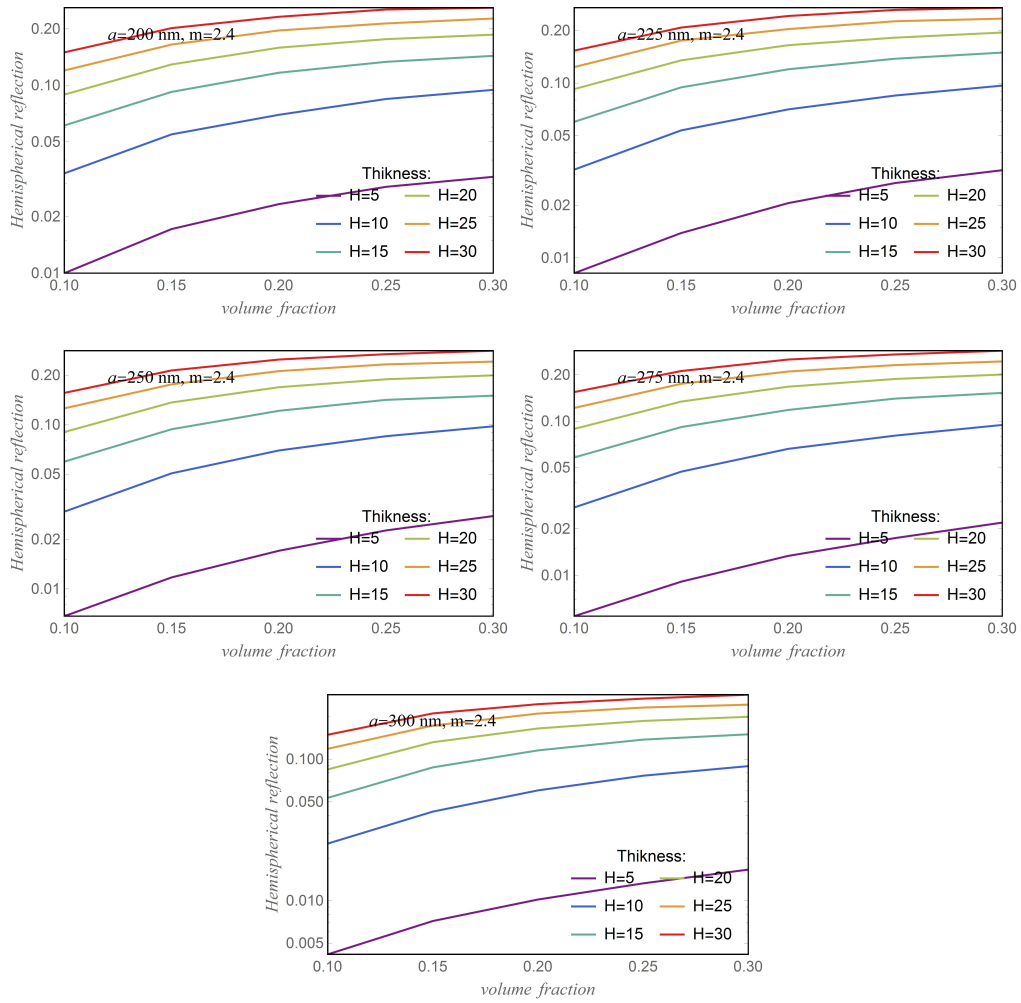 a=200 nm, m=2.4
Hemispherical reflection
0.20
0.10
0.05
0.02
0.01
Thikness:
H=5 H=20
H=10 H=25
H=15 H=30
0.10 0.15 0.20 0.25 0.30
volume fraction
a=225 nm, m=2.4
Hemispherical reflection
0.20
0.10
0.05
0.02
0.01
Thikness:
H=5 H=20
H=10 H=25
H=15 H=30
0.10 0.15 0.20 0.25 0.30
volume fraction
a=250 nm, m=2.4
Hemispherical reflection
0.20
0.10
0.05
0.02
0.01
Thikness:
H=5 H=20
H=10 H=25
H=15 H=30
0.10 0.15 0.20 0.25 0.30
volume fraction
a=275 nm, m=2.4
Hemispherical reflection
0.20
0.10
0.05
0.02
0.01
Thikness:
H=5 H=20
H=10 H=25
H=15 H=30
0.10 0.15 0.20 0.25 0.30
volume fraction
a=300 nm, m=2.4
Hemispherical reflection
0.100
0.050
0.010
0.005
Thikness:
H=5 H=20
H=10 H=25
H=15 H=30
0.10 0.15 0.20 0.25 0.30
volume fraction